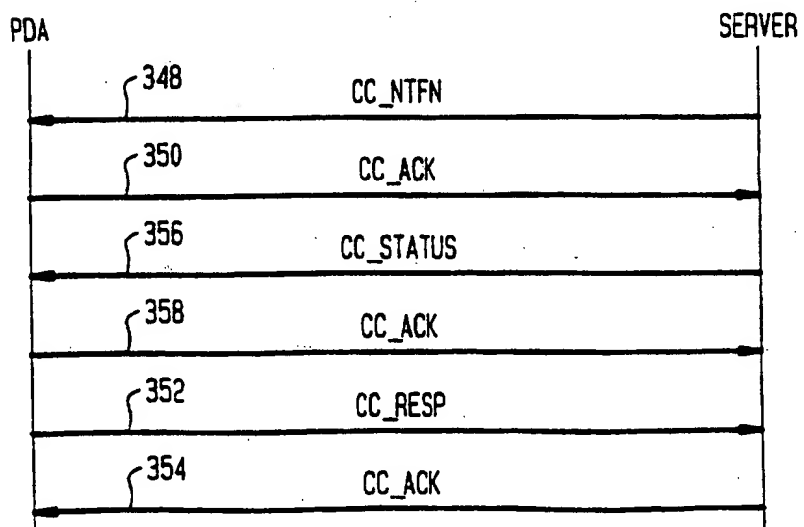 PDA SERVER
348 CC_NTFN
350 CC_ACK
356 CC_STATUS
358 CC_ACK
352 CC_RESP
354 CC_ACK